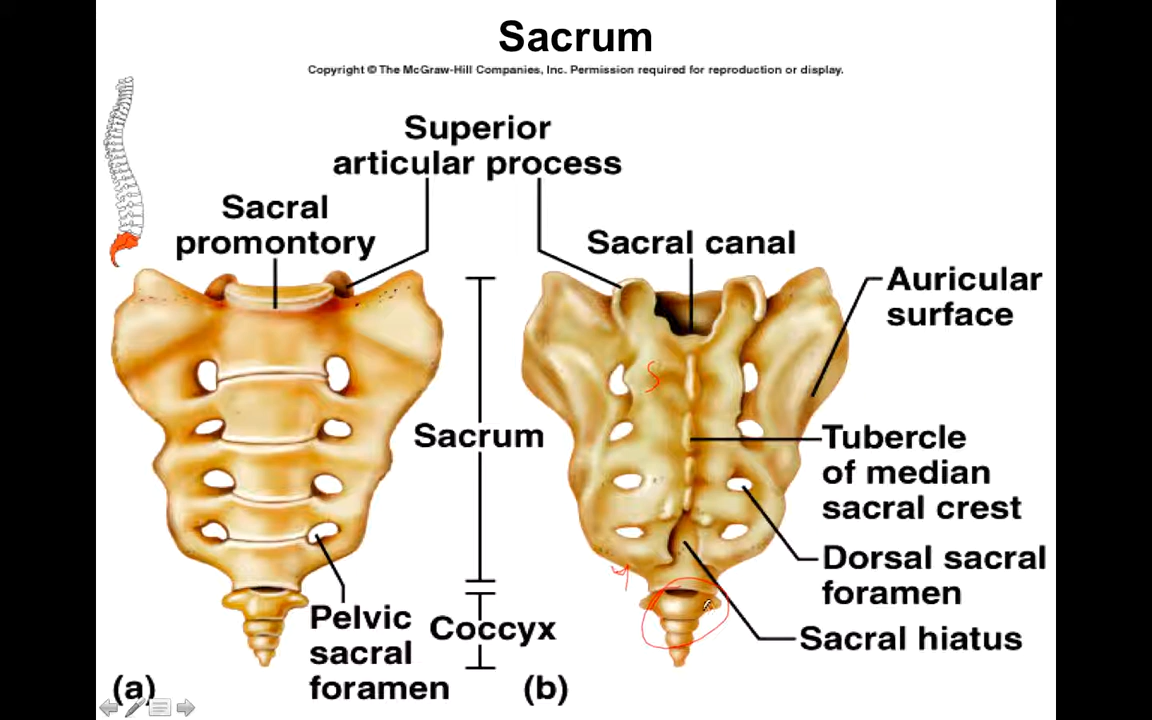 Sacrum
Copyright © The McGraw-Hill Companies, Inc. Permission required for reproduction or display.
Superior
articular process
Sacral
promontory
Sacral canal
Auricular
surface
Sacrum
Tubercle
of median
sacral crest
S
Dorsal sacral
foramen
Pelvic
sacral
foramen
Coccyx
Sacral hiatus
(a)
(b)